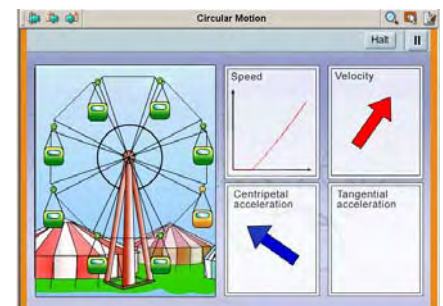 Circular Motion
Halt
Speed
Velocity
Centripetal
acceleration
Tangential
acceleration